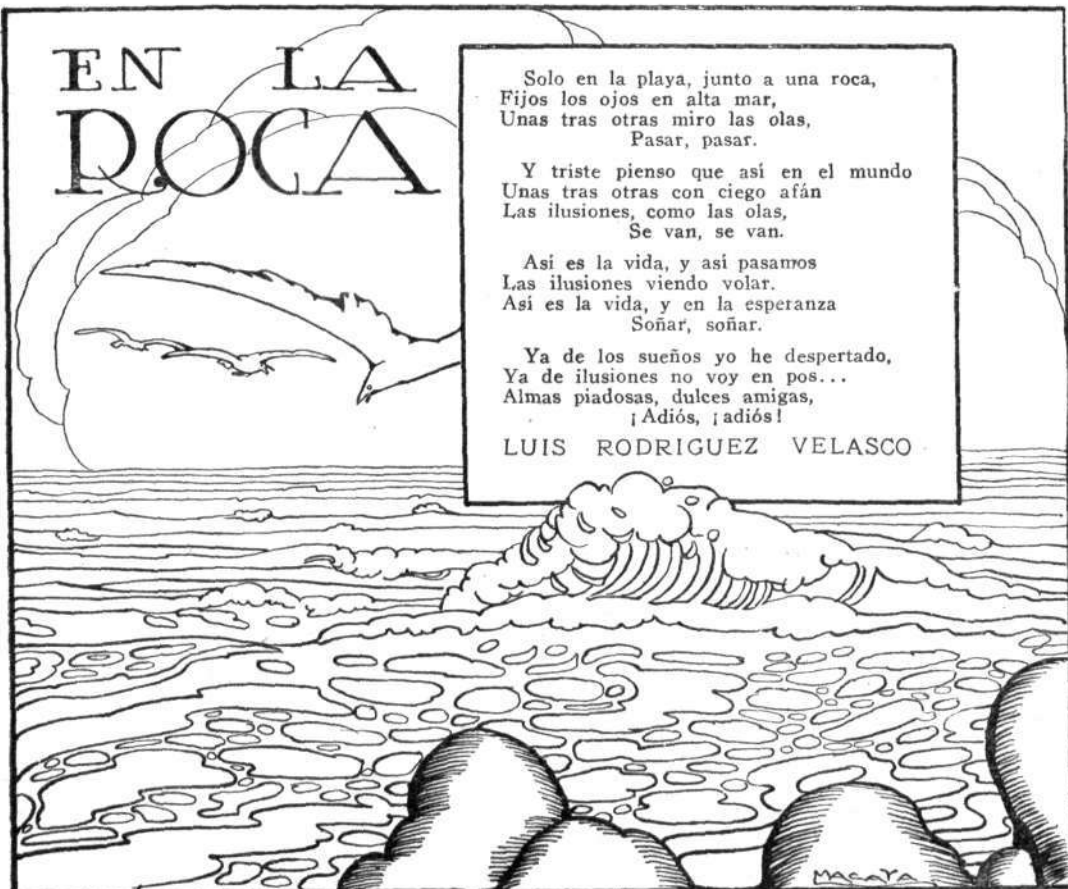 EN LA
ROCA
Solo en la playa, junto a una roca,
Fijos los ojos en alta mar,
Unas tras otras miro las olas,
Pasar, pasar.
Y triste pienso que así en el mundo
Unas tras otras con ciego afán
Las ilusiones, como las olas,
Se van, se van.
Así es la vida, y así pasamos
Las ilusiones viendo volar.
Así es la vida, y en la esperanza
Soñar, soñar.
Ya de los sueños yo he despertado,
Ya de ilusiones no voy en pos...
Almas piadosas, dulces amigas,
¡Adiós, ¡adiós!
LUIS RODRIGUEZ VELASCO
MACAYA